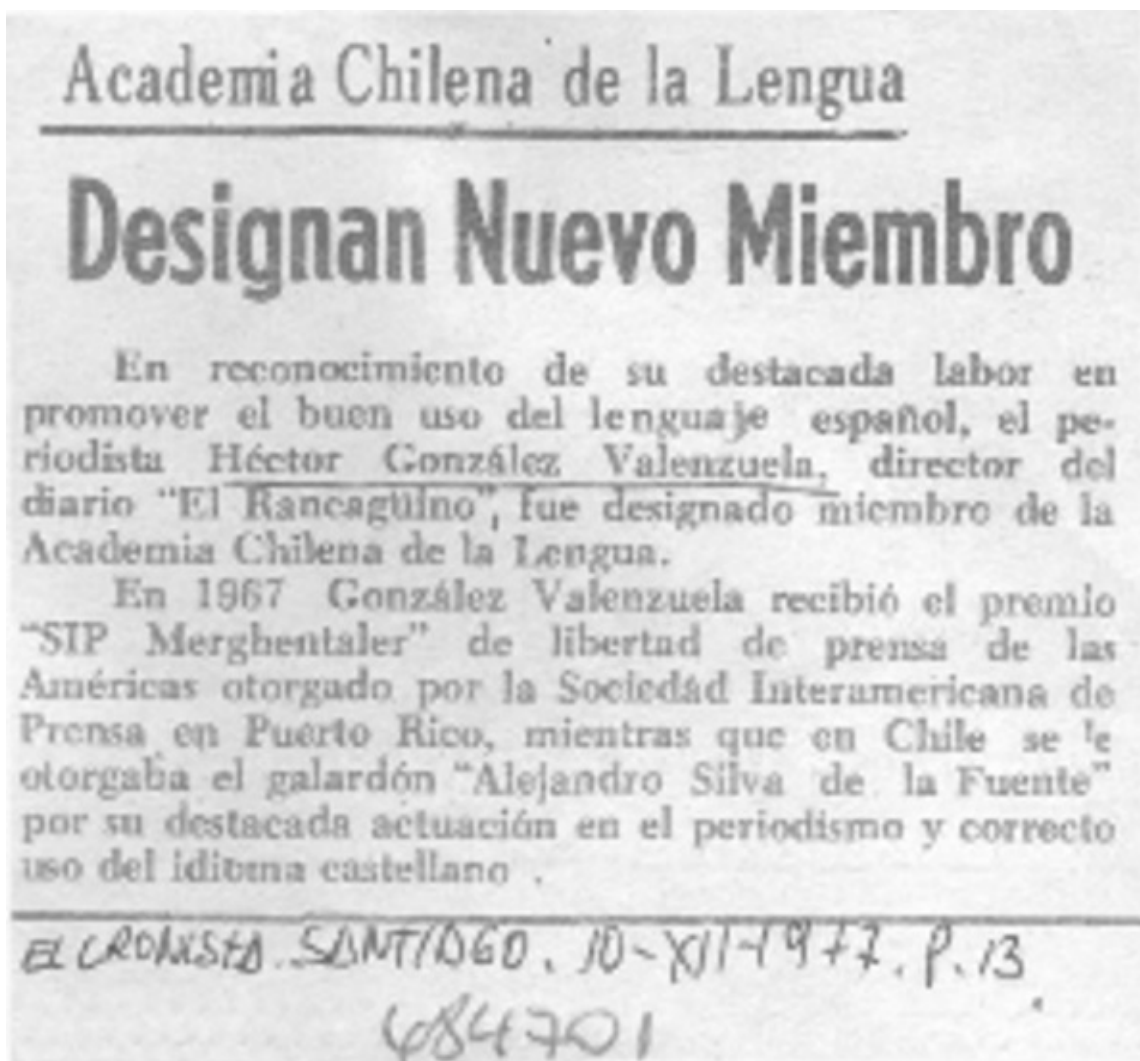 Academia Chilena de la Lengua
Designan Nuevo Miembro
En reconocimiento de su destacada labor en
promover el buen uso del lenguaje español, el pe-
riodista Héctor González Valenzuela, director del
diario "El Rancagüino", fue designado miembro de la
Academia Chilena de la Lengua.
En 1967 González Valenzuela recibió el premio
"SIP Merghentaler" de libertad de prensa de las
Américas otorgado por la Sociedad Interamericana de
Prensa en Puerto Rico, mientras que en Chile se le
otorgaba el galardón "Alejandro Silva de la Fuente"
por su destacada actuación en el periodismo y correcto
uso del idioma castellano .
EL CRONISTA. SANTIAGO. 10-XII-1977. P. 13
684701